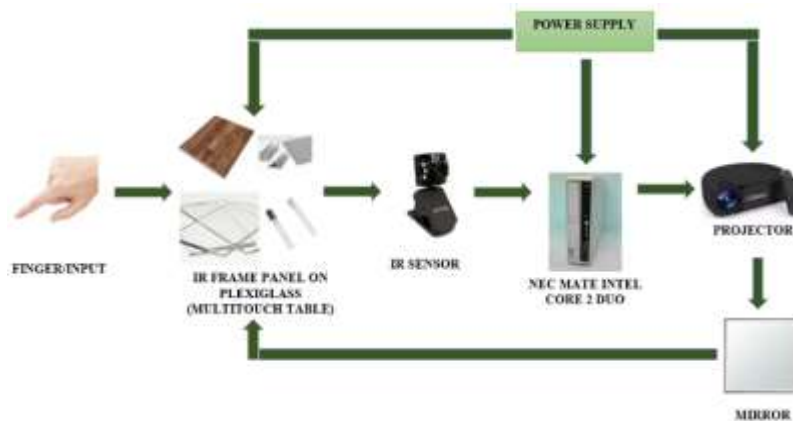 POWER SUPPLY
FINGER/INPUT
IR FRAME PANEL ON
PLEXIGLASS
(MULTITOUCH TABLE)
IR SENSOR
NEC MATE INTEL
CORE 2 DUO
PROJECTOR
MIRROR